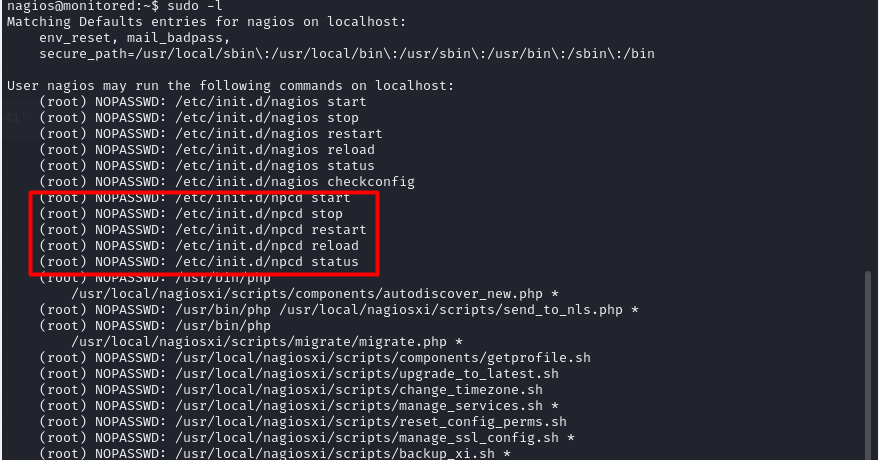 nagios@monitored:~$ sudo -l
Matching Defaults entries for nagios on localhost:
    env_reset, mail_badpass,
    secure_path=/usr/local/sbin\:/usr/local/bin\:/usr/sbin\:/usr/bin\:/sbin\:/bin

User nagios may run the following commands on localhost:
    (root) NOPASSWD: /etc/init.d/nagios start
    (root) NOPASSWD: /etc/init.d/nagios stop
    (root) NOPASSWD: /etc/init.d/nagios restart
    (root) NOPASSWD: /etc/init.d/nagios reload
    (root) NOPASSWD: /etc/init.d/nagios status
    (root) NOPASSWD: /etc/init.d/nagios checkconfig
    (root) NOPASSWD: /etc/init.d/npcd start
    (root) NOPASSWD: /etc/init.d/npcd stop
    (root) NOPASSWD: /etc/init.d/npcd restart
    (root) NOPASSWD: /etc/init.d/npcd reload
    (root) NOPASSWD: /etc/init.d/npcd status
    (root) NOPASSWD: /usr/bin/php
        /usr/local/nagiosxi/scripts/components/autodiscover_new.php *
    (root) NOPASSWD: /usr/bin/php /usr/local/nagiosxi/scripts/send_to_nls.php *
    (root) NOPASSWD: /usr/bin/php
        /usr/local/nagiosxi/scripts/migrate/migrate.php *
    (root) NOPASSWD: /usr/local/nagiosxi/scripts/components/getprofile.sh
    (root) NOPASSWD: /usr/local/nagiosxi/scripts/upgrade_to_latest.sh
    (root) NOPASSWD: /usr/local/nagiosxi/scripts/change_timezone.sh
    (root) NOPASSWD: /usr/local/nagiosxi/scripts/manage_services.sh *
    (root) NOPASSWD: /usr/local/nagiosxi/scripts/reset_config_perms.sh
    (root) NOPASSWD: /usr/local/nagiosxi/scripts/manage_ssl_config.sh *
    (root) NOPASSWD: /usr/local/nagiosxi/scripts/backup_xi.sh *